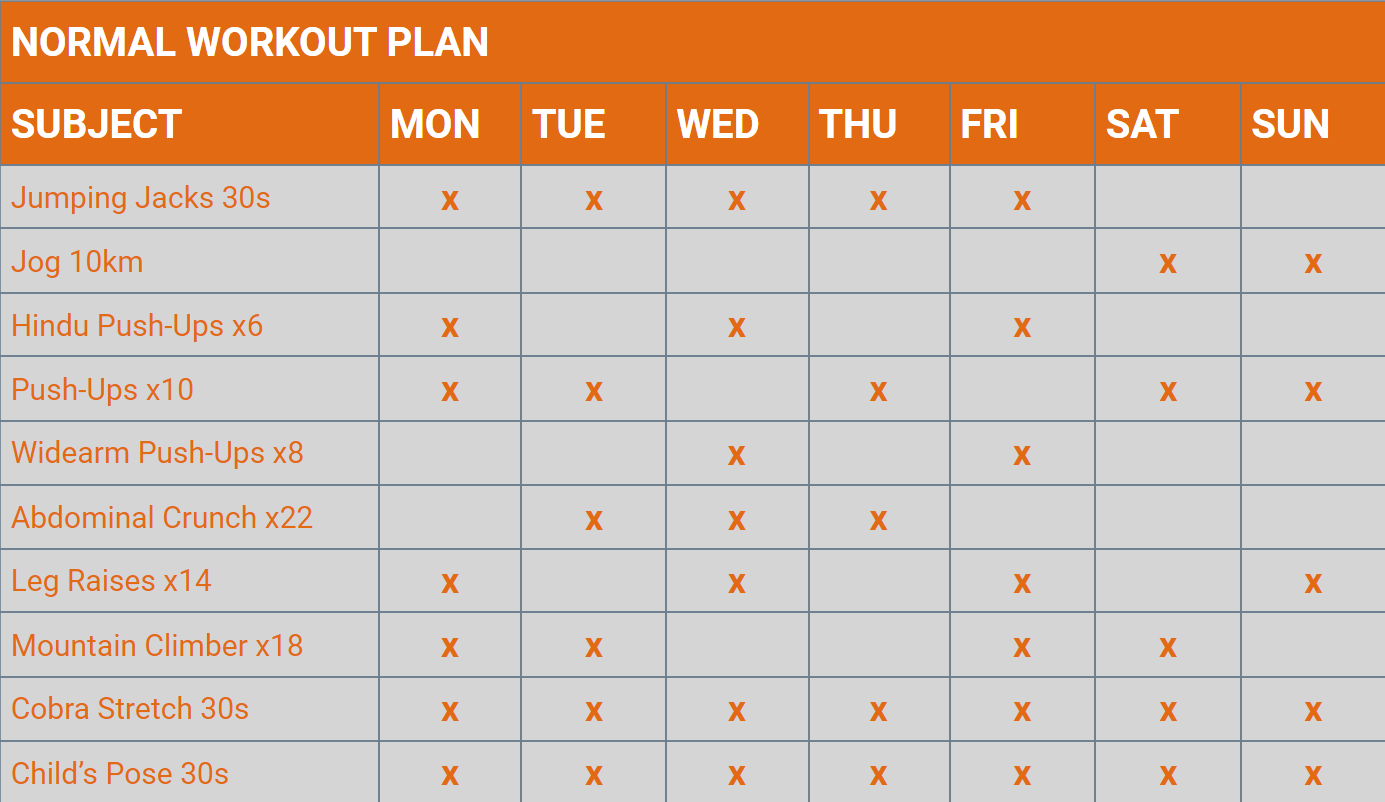 NORMAL WORKOUT PLAN
SUBJECT MON TUE WED THU FRI SAT SUN
Jumping Jacks 30s x x x x x
Jog 10km x x
Hindu Push-Ups x6 x x x
Push-Ups x10 x x x x x
Widearm Push-Ups x8 x x
Abdominal Crunch x22 x x x
Leg Raises x14 x x x x
Mountain Climber x18 x x x x
Cobra Stretch 30s x x x x x x x
Child’s Pose 30s x x x x x x x